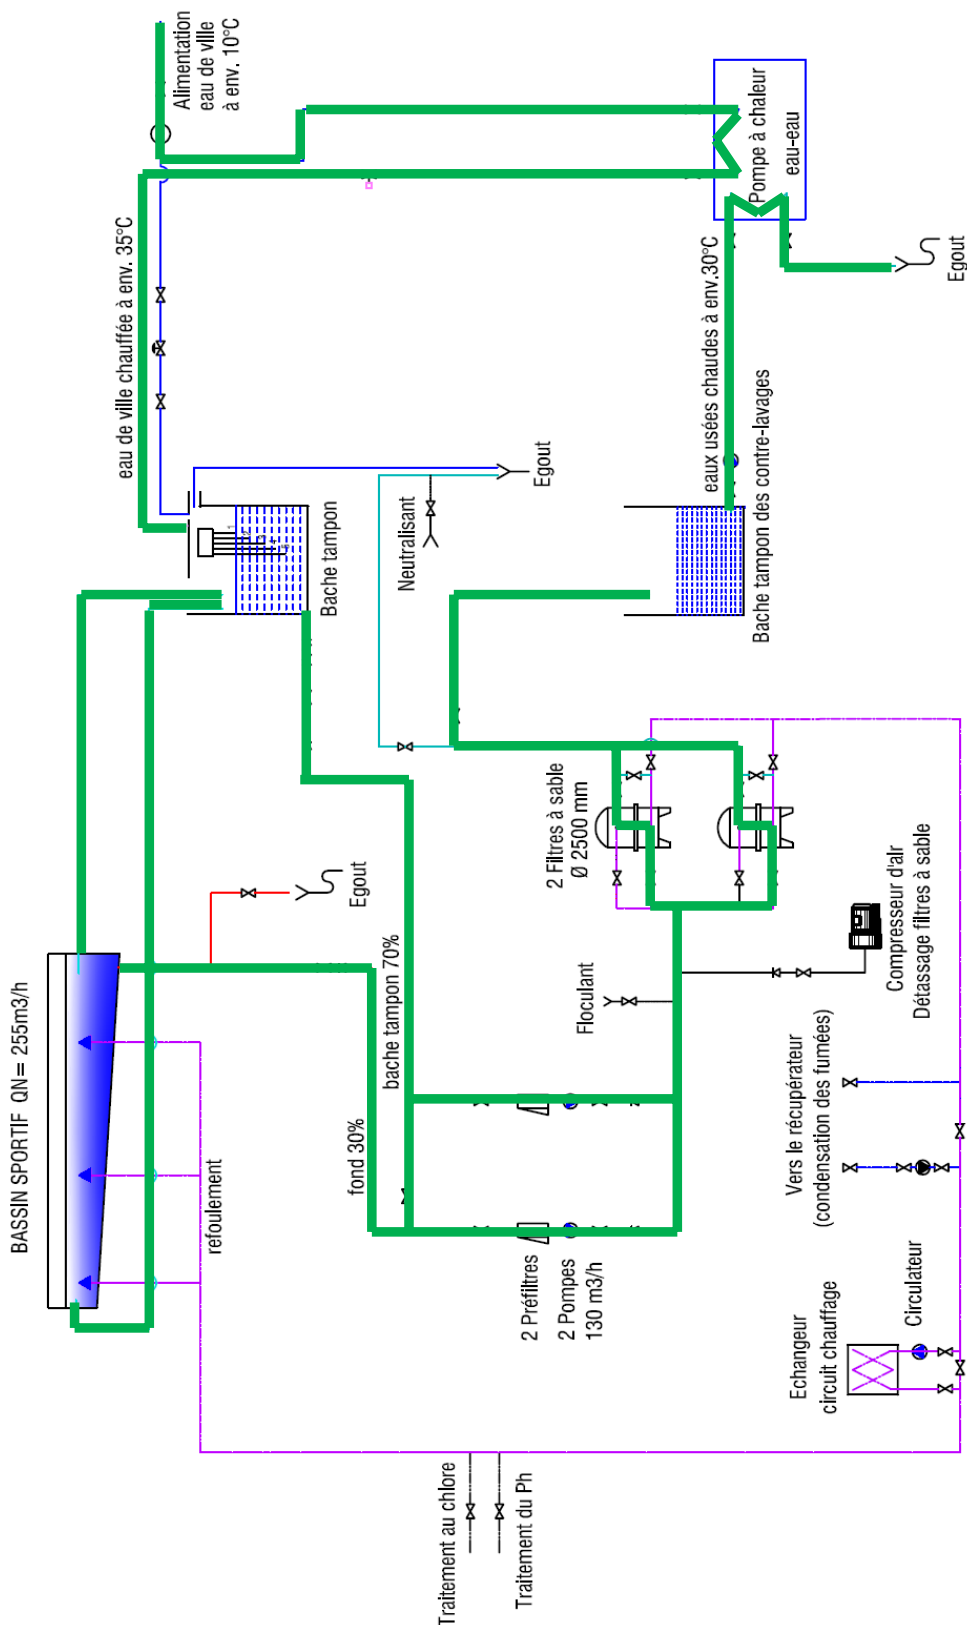 BASSIN SPORTIF QN= 255m3/h
refoulement
Traitement au chlore
Traitement du Ph
fond 30%
bache tampon 70%
Egout
2 Préfiltres
2 Pompes
130 m3/h
Floculant
2 Filtres à sable
Ø 2500 mm
Compresseur d'air
Détassage filtres à sable
Vers le récupérateur
(condensation des fumées)
Circulateur
Echangeur
circuit chauffage
Bache tampon
1
Neutralisant
Egout
Bache tampon des contre-lavages
eaux usées chaudes à env.30°C
eau de ville chauffée à env. 35°C
Alimentation
eau de ville
à env. 10°C
Pompe à chaleur
eau-eau
Egout